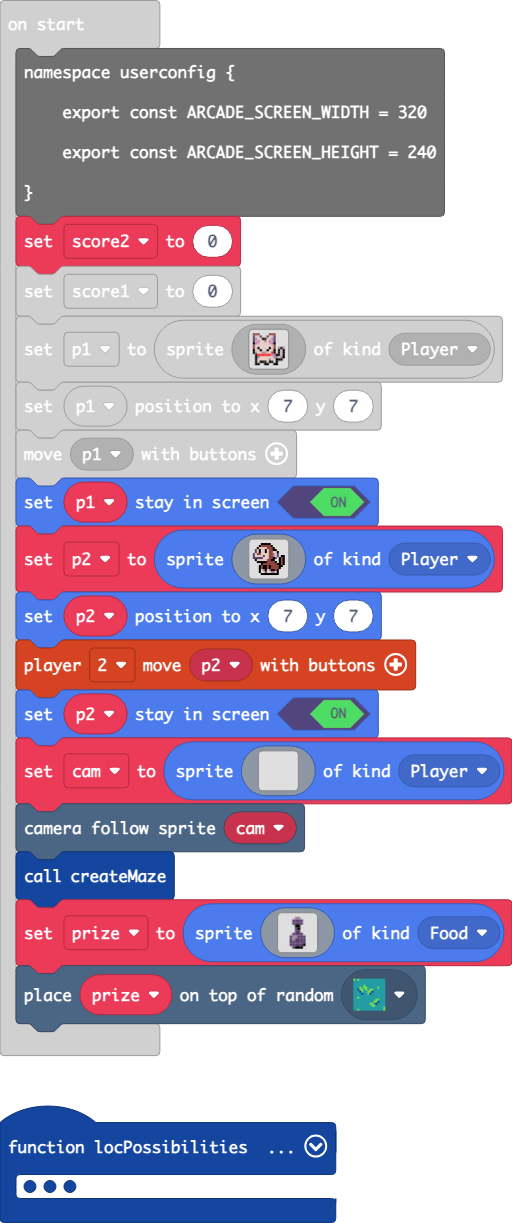 on start
namespace userconfig {
export const ARCADE_SCREEN_WIDTH = 320
export const ARCADE_SCREEN_HEIGHT = 240
}
set score2 to 0
set score1 to 0
set p1 to sprite of kind Player
set p1 position to x 7 y 7
move p1 with buttons
set p1 stay in screen ON
set p2 to sprite of kind Player
set p2 position to x 7 y 7
player 2 move p2 with buttons
set p2 stay in screen ON
set cam to sprite of kind Player
camera follow sprite cam
call createMaze
set prize to sprite of kind Food
place prize on top of random
function locPossibilities ...